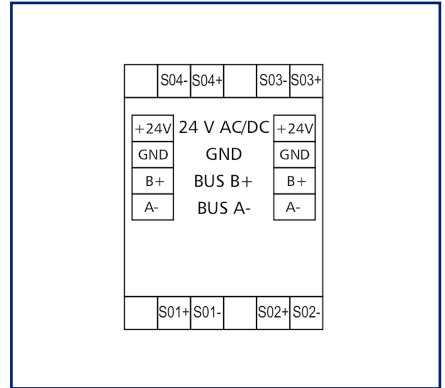 S04- S04+ S03- S03+
+24V 24 V AC/DC +24V
GND GND GND
B+ BUS B+ B+
A- BUS A- A-
S01+ S01- S02+ S02-